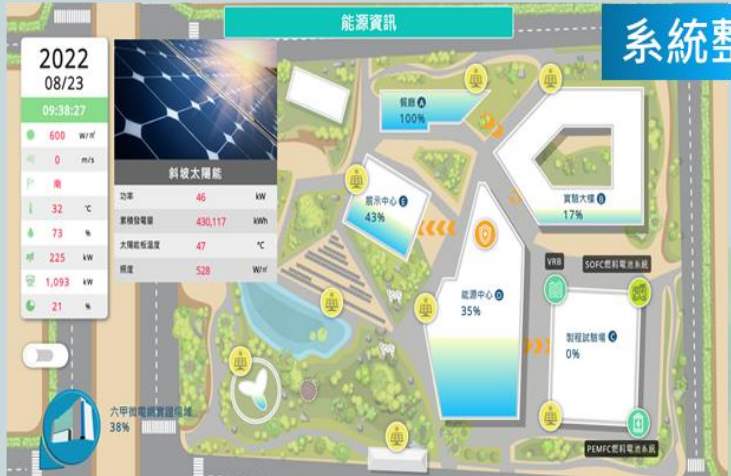 能源資訊
系統整
2022
08/23
09:38:27
600 W/㎡
0 m/s
南
32 ℃
73 %
225 kW
1,093 kW
21 %
斜坡太陽能
功率 46 kW
累積發電量 430,117 kWh
太陽能板溫度 47 ℃
照度 528 W/㎡
餐廳 A
100%
展示中心 E
43%
實驗大樓 B
17%
能源中心 D
35%
VRB
SOFC燃料電池系統
製程試驗場 C
0%
PEMFC燃料電池系統
六甲微電網實證場域
38%